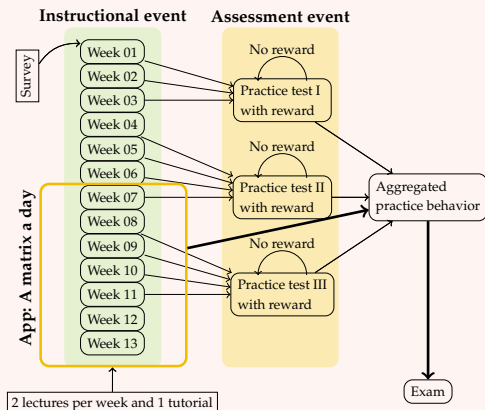 Instructional event
Assessment event
Survey
App: A matrix a day
Week 01
Week 02
Week 03
Week 04
Week 05
Week 06
Week 07
Week 08
Week 09
Week 10
Week 11
Week 12
Week 13
No reward
Practice test I
with reward
No reward
Practice test II
with reward
No reward
Practice test III
with reward
Aggregated
practice behavior
Exam
2 lectures per week and 1 tutorial